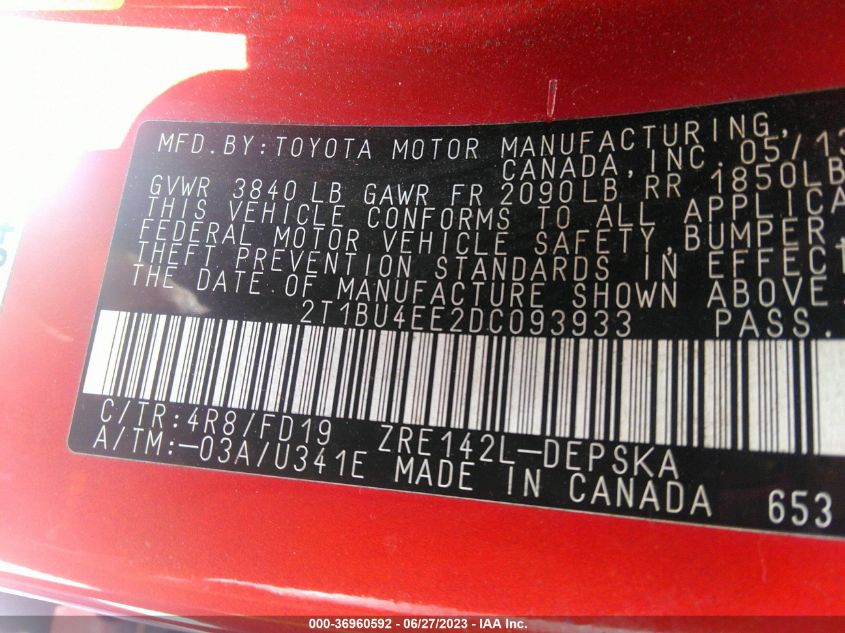 MFD.BY:TOYOTA MOTOR MANUFACTURING,
CANADA,INC. 05/13
GVWR 3840 LB GAWR FR 2090LB RR 1850LB
THIS VEHICLE CONFORMS TO ALL APPLICA
FEDERAL MOTOR VEHICLE SAFETY,BUMPER
THEFT PREVENTION STANDARDS IN EFFECT
THE DATE OF MANUFACTURE SHOWN ABOVE.
2T1BU4EE2DC093933 PASS.
C/TR:4R8/FD19 ZRE142L-DEPSKA
A/TM:-03A/U341E MADE IN CANADA 653
000-36960592 - 06/27/2023 - IAA Inc.